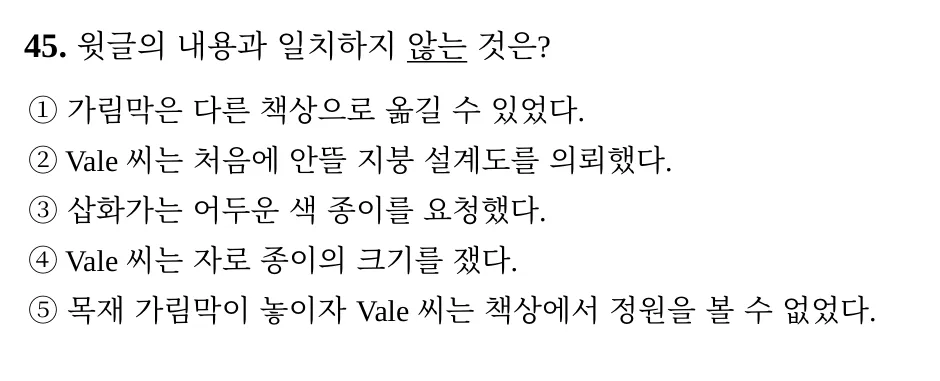 45. 윗글의 내용과 일치하지 않는 것은?
① 가림막은 다른 책상으로 옮길 수 있었다.
② Vale 씨는 처음에 안뜰 지붕 설계도를 의뢰했다.
③ 삽화가는 어두운 색 종이를 요청했다.
④ Vale 씨는 자로 종이의 크기를 쟀다.
⑤ 목재 가림막이 놓이자 Vale 씨는 책상에서 정원을 볼 수 없었다.